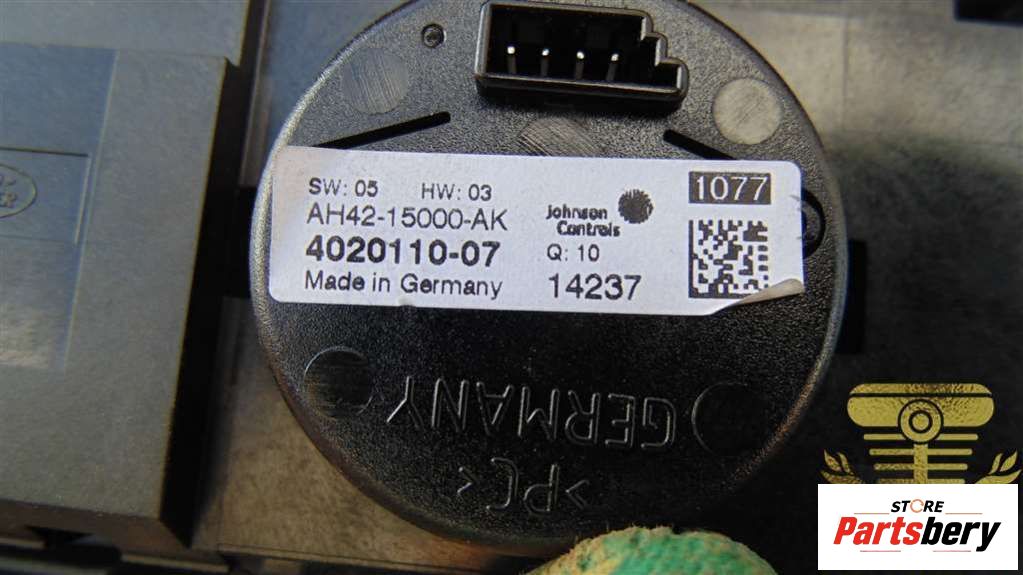 SW: 05 HW: 03
AH42-15000-AK
4020110-07
Made in Germany
Johnson
Controls
Q: 10
14237
1077
GERMANY
>PC<
STORE
Partsbery